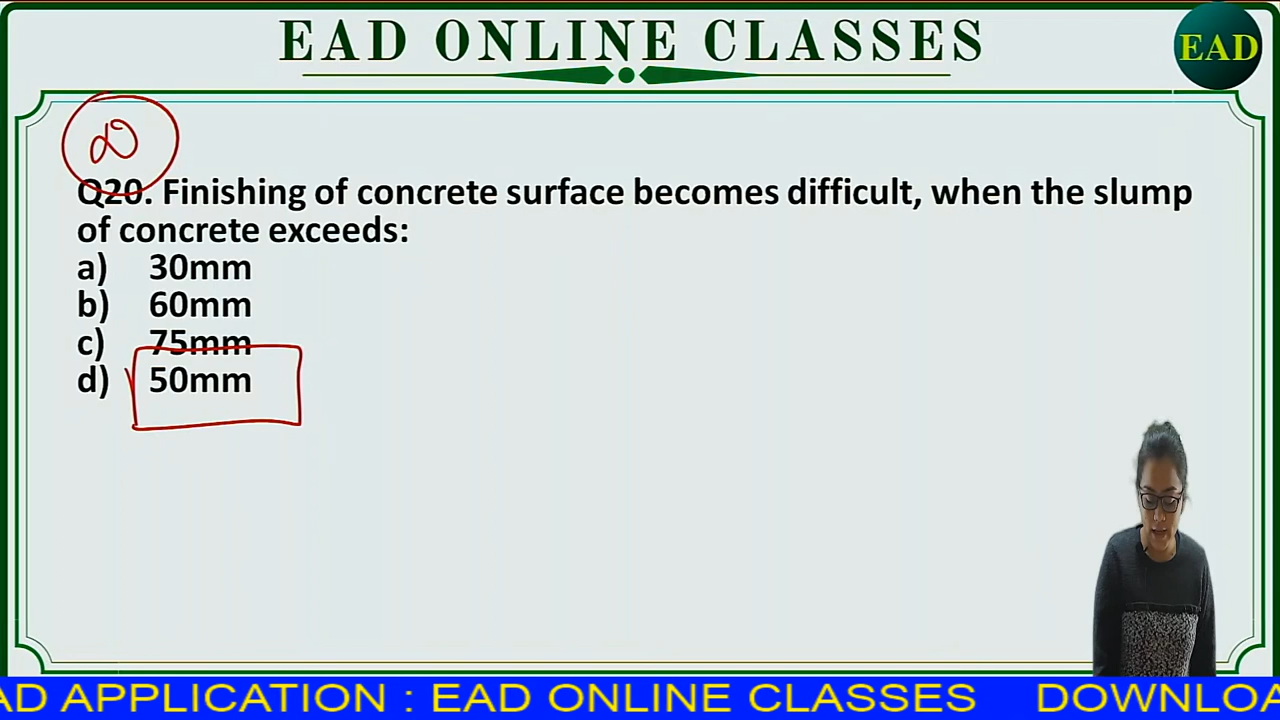 EAD ONLINE CLASSES
EAD
D
Q20. Finishing of concrete surface becomes difficult, when the slump
of concrete exceeds:
a) 30mm
b) 60mm
c) 75mm
d) 50mm
AD APPLICATION : EAD ONLINE CLASSES DOWNLOA